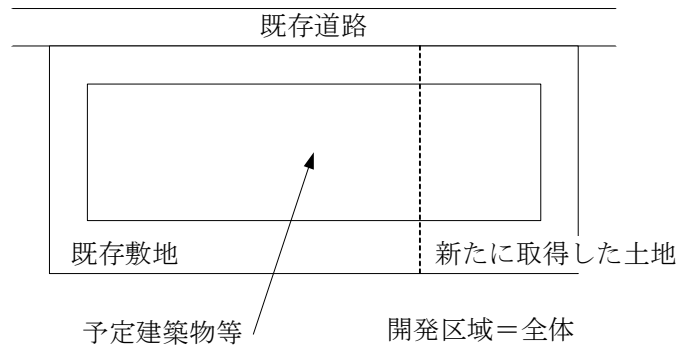 既存道路
既存敷地
新たに取得した土地
予定建築物等
開発区域＝全体